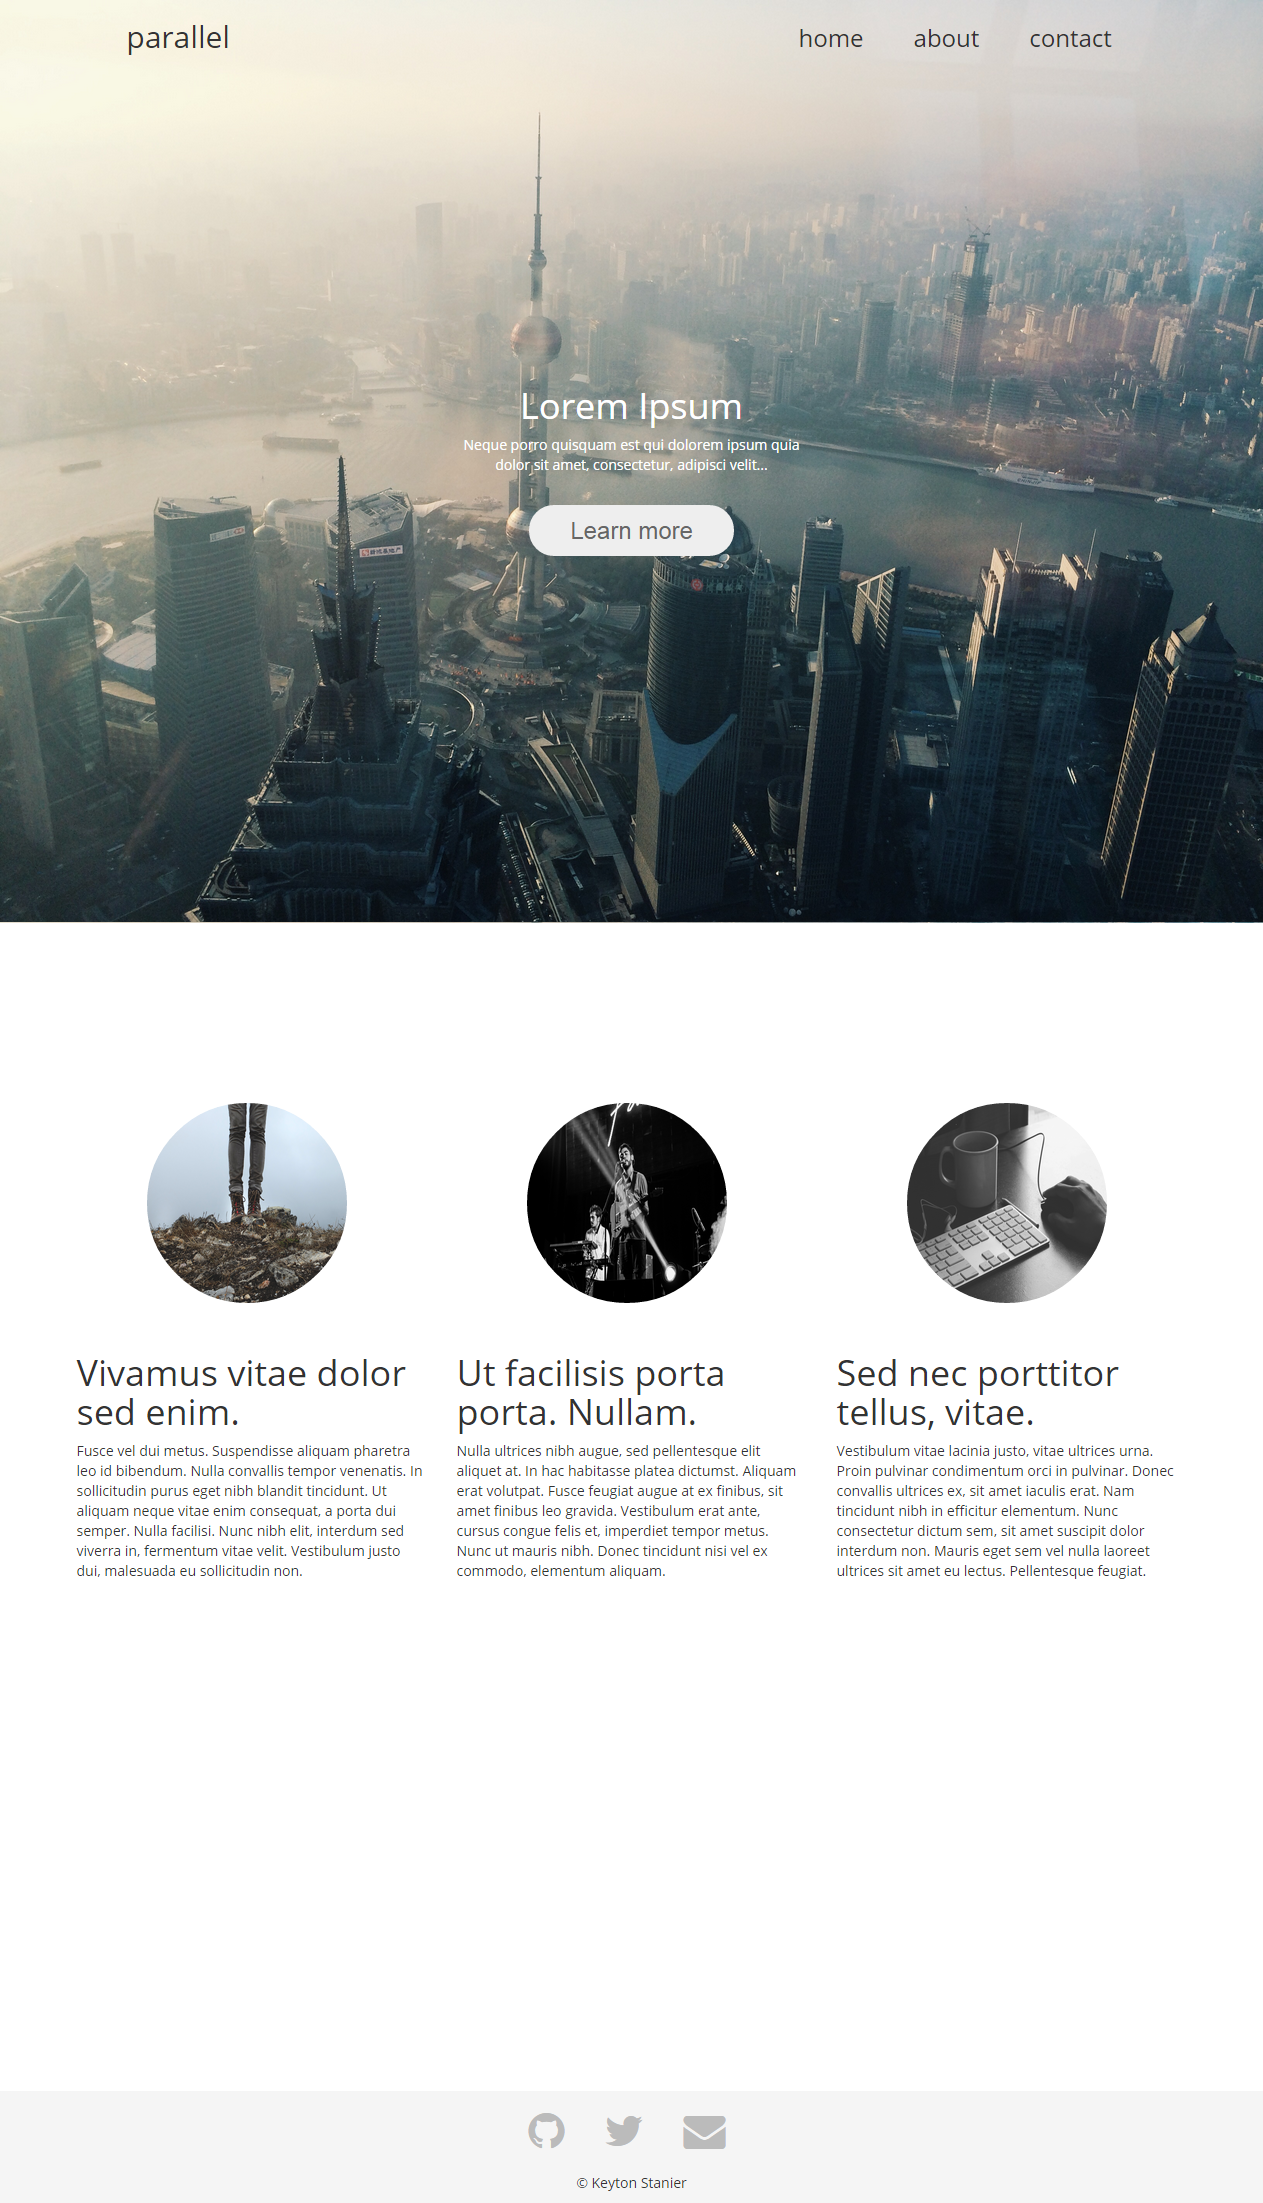 parallel
home about contact
Lorem Ipsum
Neque porro quisquam est qui dolorem ipsum quia
dolor sit amet, consectetur, adipisci velit...
Learn more
Vivamus vitae dolor
sed enim.
Fusce vel dui metus. Suspendisse aliquam pharetra
leo id bibendum. Nulla convallis tempor venenatis. In
sollicitudin purus eget nibh blandit tincidunt. Ut
aliquam neque vitae enim consequat, a porta dui
semper. Nulla facilisi. Nunc nibh elit, interdum sed
viverra in, fermentum vitae velit. Vestibulum justo
dui, malesuada eu sollicitudin non.
Ut facilisis porta
porta. Nullam.
Nulla ultrices nibh augue, sed pellentesque elit
aliquet at. In hac habitasse platea dictumst. Aliquam
erat volutpat. Fusce feugiat augue at ex finibus, sit
amet finibus leo gravida. Vestibulum erat ante,
cursus congue felis et, imperdiet tempor metus.
Nunc ut mauris nibh. Donec tincidunt nisi vel ex
commodo, elementum aliquam.
Sed nec porttitor
tellus, vitae.
Vestibulum vitae lacinia justo, vitae ultrices urna.
Proin pulvinar condimentum orci in pulvinar. Donec
convallis ultrices ex, sit amet iaculis erat. Nam
tincidunt nibh in efficitur elementum. Nunc
consectetur dictum sem, sit amet suscipit dolor
interdum non. Mauris eget sem vel nulla laoreet
ultrices sit amet eu lectus. Pellentesque feugiat.
© Keyton Stanier